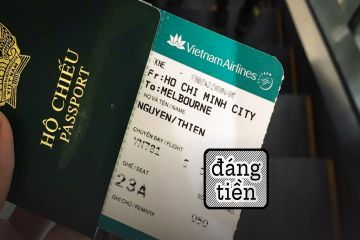 HỘ CHIẾU
PASSPORT
Vietnam Airlines
Fr:HO CHI MINH CITY
To:MELBOURNE
HỌ VÀ TÊN / NAME
NGUYEN/THIEN
CHUYẾN BAY / FLIGHT
VN781
GHẾ / SEAT
23A
GHI CHÚ / REMARK
050
đáng
tiền